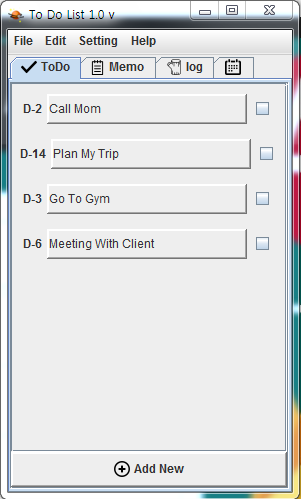 To Do List 1.0 v
File Edit Setting Help
ToDo Memo log
D-2 Call Mom
D-14 Plan My Trip
D-3 Go To Gym
D-6 Meeting With Client
Add New